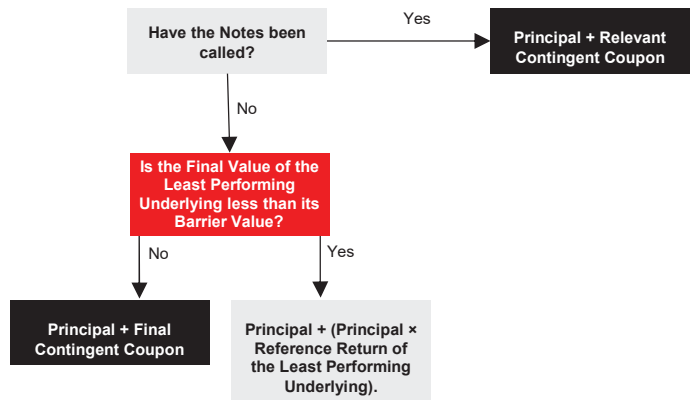 Have the Notes been
called?
Yes
Principal + Relevant
Contingent Coupon
No
Is the Final Value of the
Least Performing
Underlying less than its
Barrier Value?
No
Yes
Principal + Final
Contingent Coupon
Principal + (Principal ×
Reference Return of
the Least Performing
Underlying).